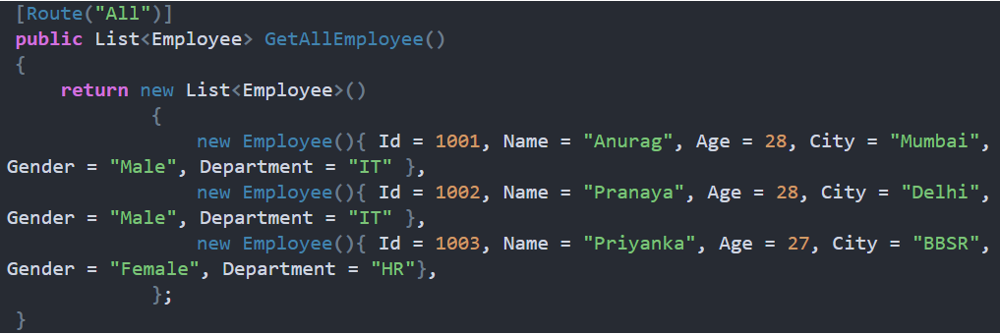 [Route("All")]
public List<Employee> GetAllEmployee()
{
return new List<Employee>()
{
new Employee(){ Id = 1001, Name = "Anurag", Age = 28, City = "Mumbai",
Gender = "Male", Department = "IT" },
new Employee(){ Id = 1002, Name = "Pranaya", Age = 28, City = "Delhi",
Gender = "Male", Department = "IT" },
new Employee(){ Id = 1003, Name = "Priyanka", Age = 27, City = "BBSR",
Gender = "Female", Department = "HR"},
};
}